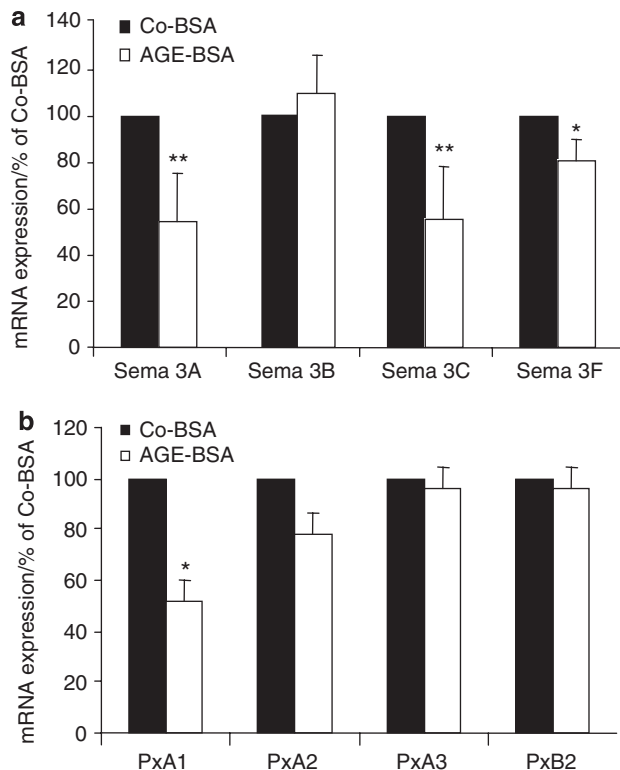 a
Co-BSA
AGE-BSA
mRNA expression/% of Co-BSA
140
120
100
80
60
40
20
0
**
**
*
Sema 3A Sema 3B Sema 3C Sema 3F
b
Co-BSA
AGE-BSA
mRNA expression/% of Co-BSA
120
100
80
60
40
20
0
*
PxA1 PxA2 PxA3 PxB2